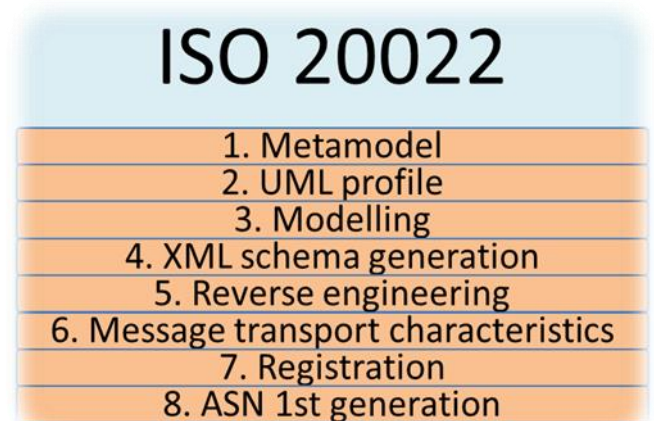 ISO 20022
1. Metamodel
2. UML profile
3. Modelling
4. XML schema generation
5. Reverse engineering
6. Message transport characteristics
7. Registration
8. ASN 1st generation